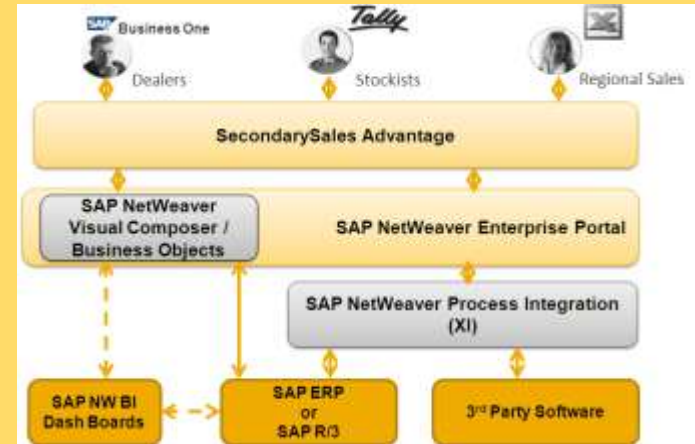 SAP Business One
Tally
Dealers
Stockists
Regional Sales
SecondarySales Advantage
SAP NetWeaver
Visual Composer /
Business Objects
SAP NetWeaver Enterprise Portal
SAP NetWeaver Process Integration
(XI)
SAP NW BI
Dash Boards
SAP ERP
or
SAP R/3
3rd Party Software